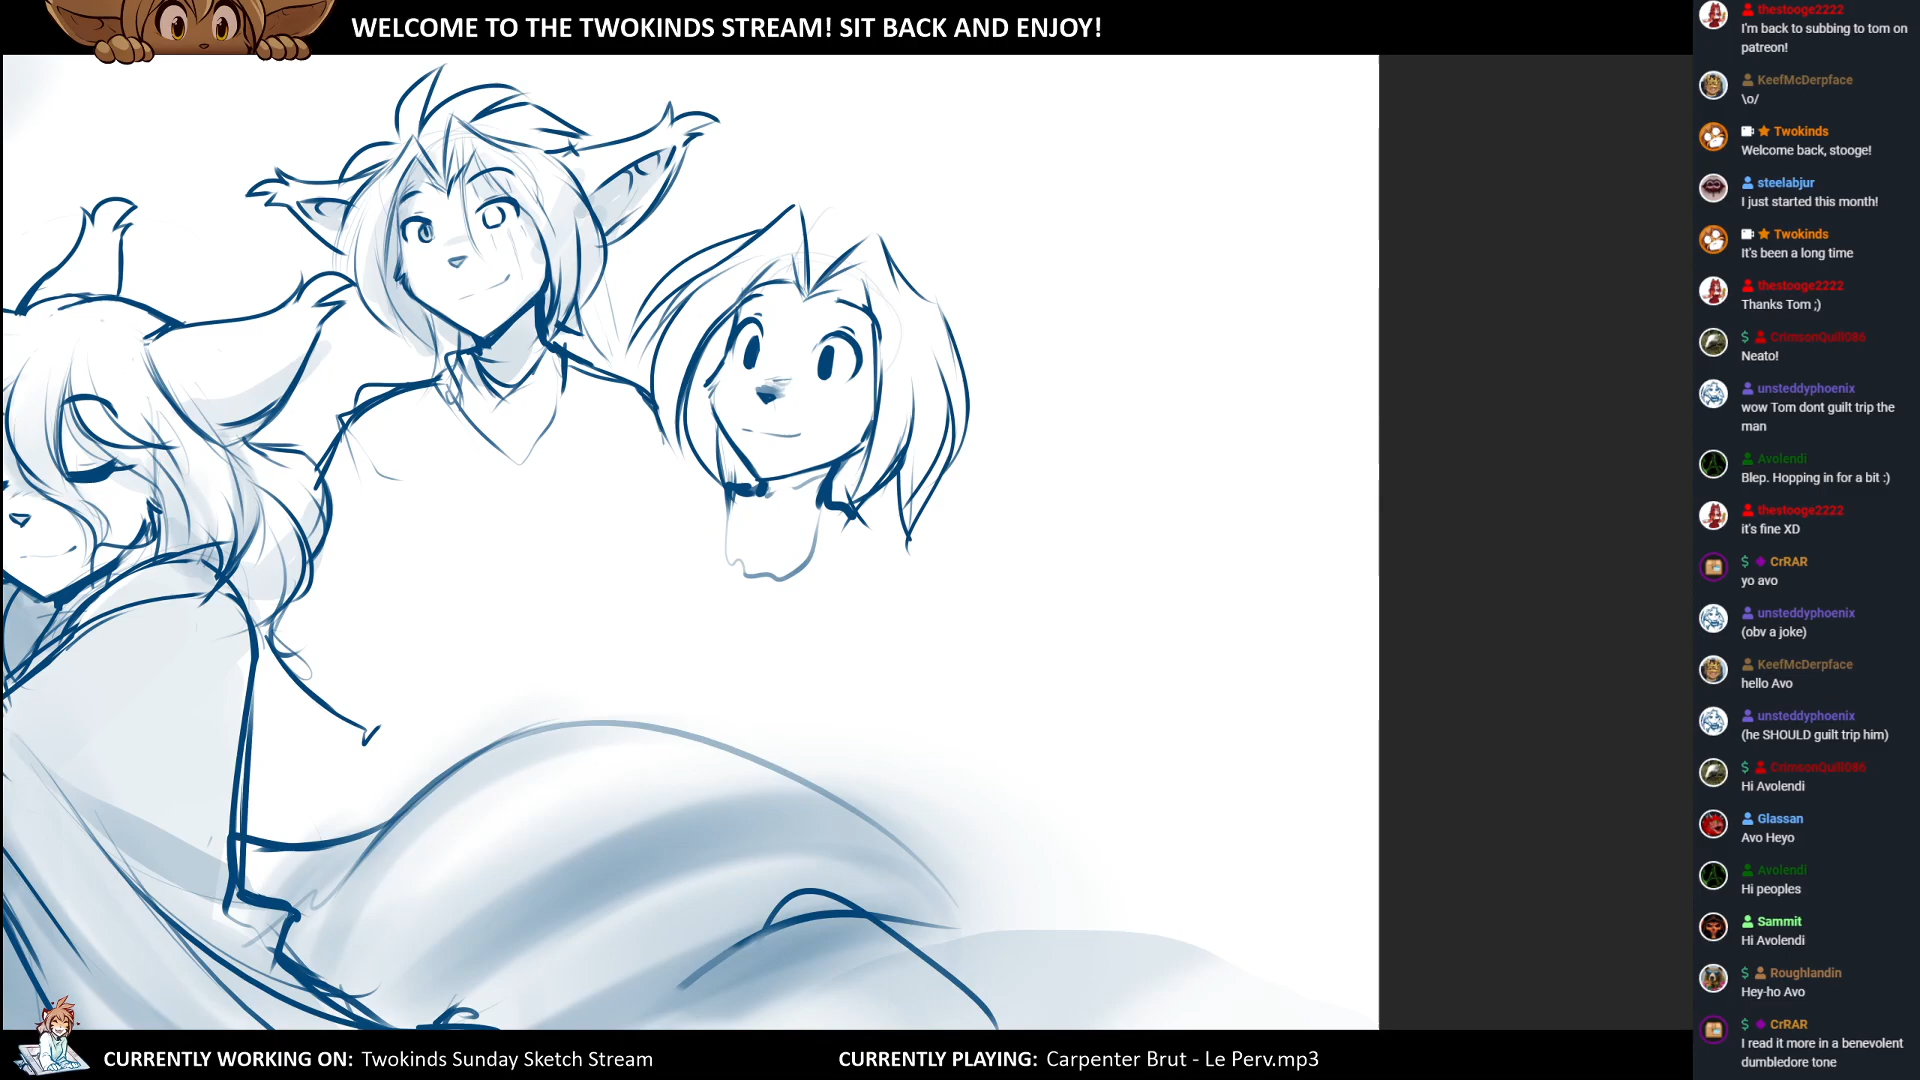 WELCOME TO THE TWOKINDS STREAM! SIT BACK AND ENJOY!
thestooge2222
I'm back to subbing to tom on
patreon!
KeefMcDerpface
\o/
Twokinds
Welcome back, stooge!
steelabjur
I just started this month!
Twokinds
It's been a long time
thestooge2222
Thanks Tom ;)
$ CrimsonQuill086
Neato!
unsteddyphoenix
wow Tom dont guilt trip the
man
Avolendi
Blep. Hopping in for a bit :)
thestooge2222
it's fine XD
$ CrRAR
yo avo
unsteddyphoenix
(obv a joke)
KeefMcDerpface
hello Avo
unsteddyphoenix
(he SHOULD guilt trip him)
$ CrimsonQuill086
Hi Avolendi
Glassan
Avo Heyo
Avolendi
Hi peoples
Sammit
Hi Avolendi
$ Roughlandin
Hey-ho Avo
$ CrRAR
I read it more in a benevolent
dumbledore tone
CURRENTLY WORKING ON: Twokinds Sunday Sketch Stream
CURRENTLY PLAYING: Carpenter Brut - Le Perv.mp3